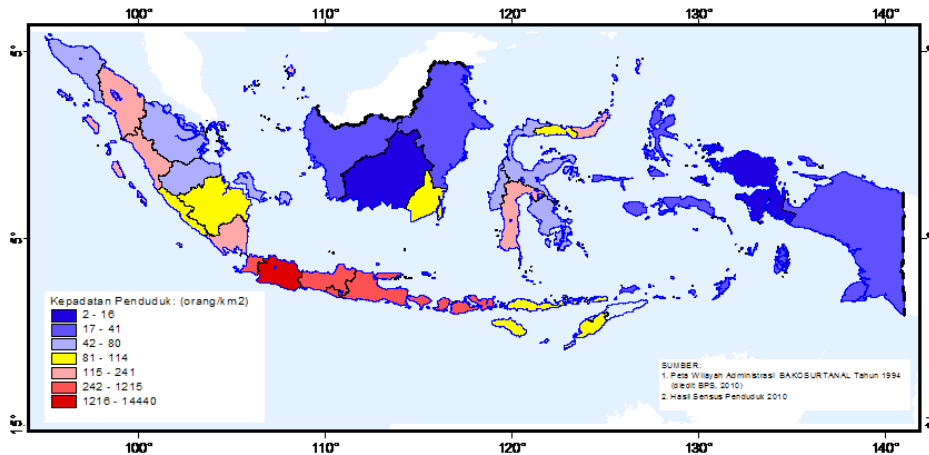 100° 110° 120° 130° 140°
5°
5°
15°
Kepadatan Penduduk: (orang/km2)
2 - 16
17 - 41
42 - 80
81 - 114
115 - 241
242 - 1215
1216 - 14440
SUMBER:
1. Peta Wilayah Administrasi BAKOSURTANAL Tahun 1994
(diedit BPS, 2010)
2. Hasil Sensus Penduduk 2010
100° 110° 120° 130° 140°